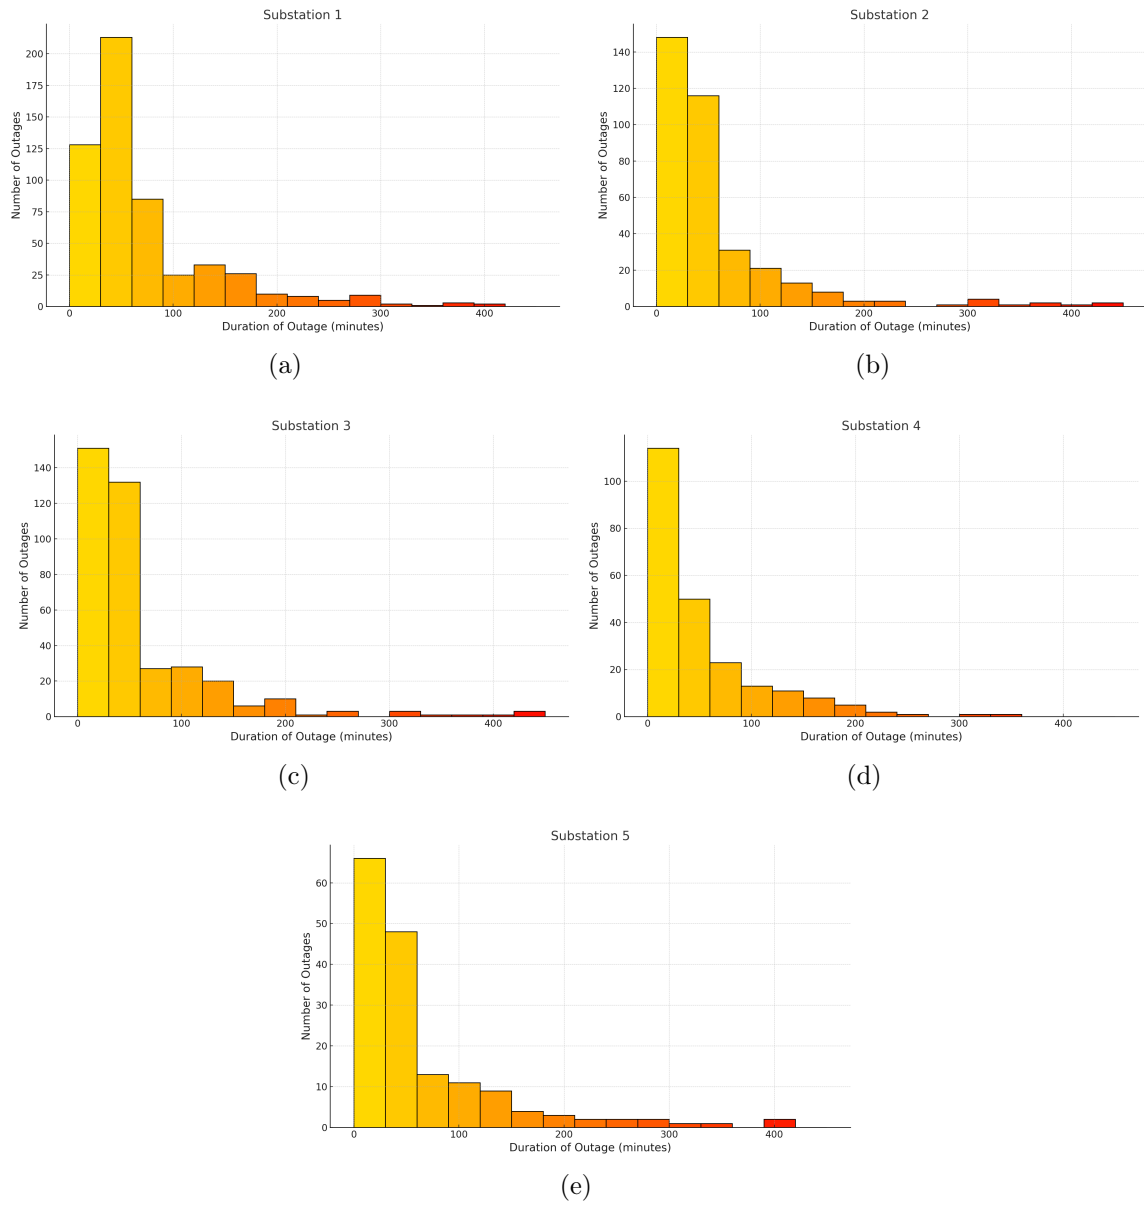 Substation 1
Number of Outages
200
175
150
125
100
75
50
25
0
0 100 200 300 400
Duration of Outage (minutes)
(a)
Substation 2
Number of Outages
140
120
100
80
60
40
20
0
0 100 200 300 400
Duration of Outage (minutes)
(b)
Substation 3
Number of Outages
140
120
100
80
60
40
20
0
0 100 200 300 400
Duration of Outage (minutes)
(c)
Substation 4
Number of Outages
100
80
60
40
20
0
0 100 200 300 400
Duration of Outage (minutes)
(d)
Substation 5
Number of Outages
60
50
40
30
20
10
0
0 100 200 300 400
Duration of Outage (minutes)
(e)